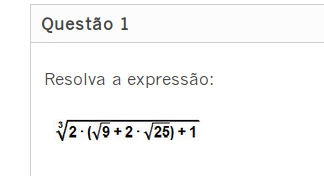 Questão 1
Resolva a expressão:
∛(2 · (√9 + 2 · √25) + 1)